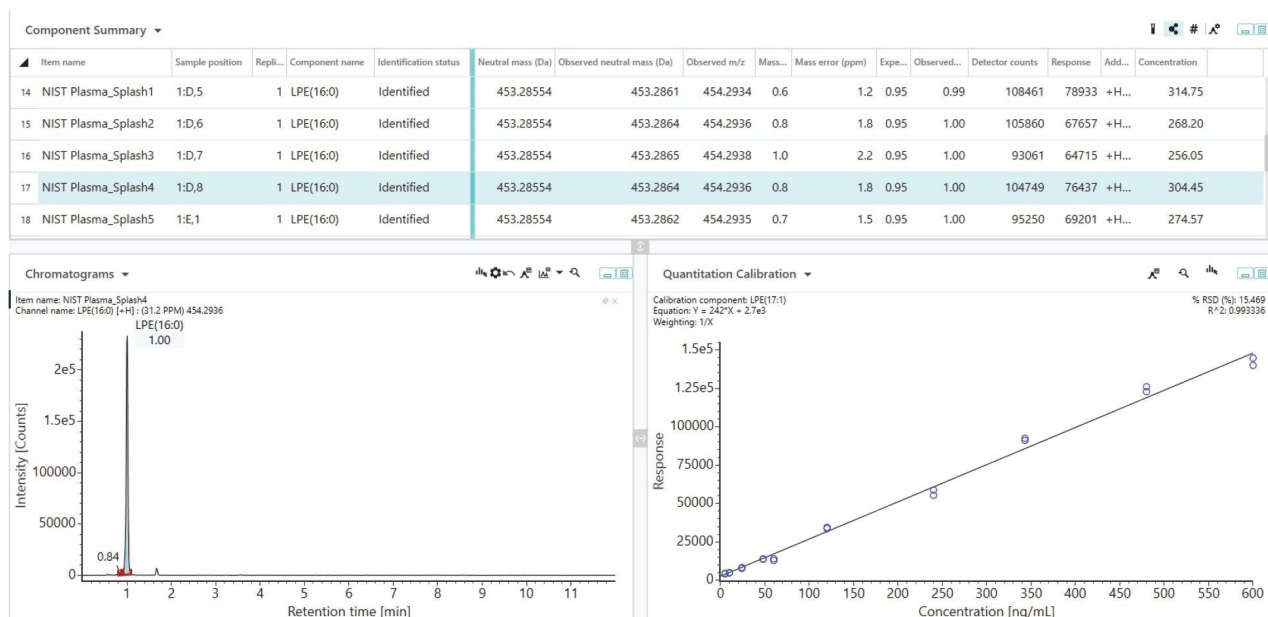 Component Summary
Item name Sample position Repli... Component name Identification status Neutral mass (Da) Observed neutral mass (Da) Observed m/z Mass... Mass error (ppm) Expe... Observed... Detector counts Response Add... Concentration
14 NIST Plasma_Splash1 1:D,5 1 LPE(16:0) Identified 453.28554 453.2861 454.2934 0.6 1.2 0.95 0.99 108461 78933 +H... 314.75
15 NIST Plasma_Splash2 1:D,6 1 LPE(16:0) Identified 453.28554 453.2864 454.2936 0.8 1.8 0.95 1.00 105860 67657 +H... 268.20
16 NIST Plasma_Splash3 1:D,7 1 LPE(16:0) Identified 453.28554 453.2865 454.2938 1.0 2.2 0.95 1.00 93061 64715 +H... 256.05
17 NIST Plasma_Splash4 1:D,8 1 LPE(16:0) Identified 453.28554 453.2864 454.2936 0.8 1.8 0.95 1.00 104749 76437 +H... 304.45
18 NIST Plasma_Splash5 1:E,1 1 LPE(16:0) Identified 453.28554 453.2862 454.2935 0.7 1.5 0.95 1.00 95250 69201 +H... 274.57
Chromatograms
Item name: NIST Plasma_Splash4
Channel name: LPE(16:0) [+H] : (31.2 PPM) 454.2936
LPE(16:0)
1.00
2e5
1.5e5
100000
50000
0
0.84
Intensity [Counts]
1 2 3 4 5 6 7 8 9 10 11
Retention time [min]
Quantitation Calibration
Calibration component: LPE(17:1)
Equation: Y = 242*X + 2.7e3
Weighting: 1/X
% RSD (%): 15.469
R^2: 0.993336
1.5e5
1.25e5
100000
75000
50000
25000
0
Response
0 50 100 150 200 250 300 350 400 450 500 550 600
Concentration [ng/mL]